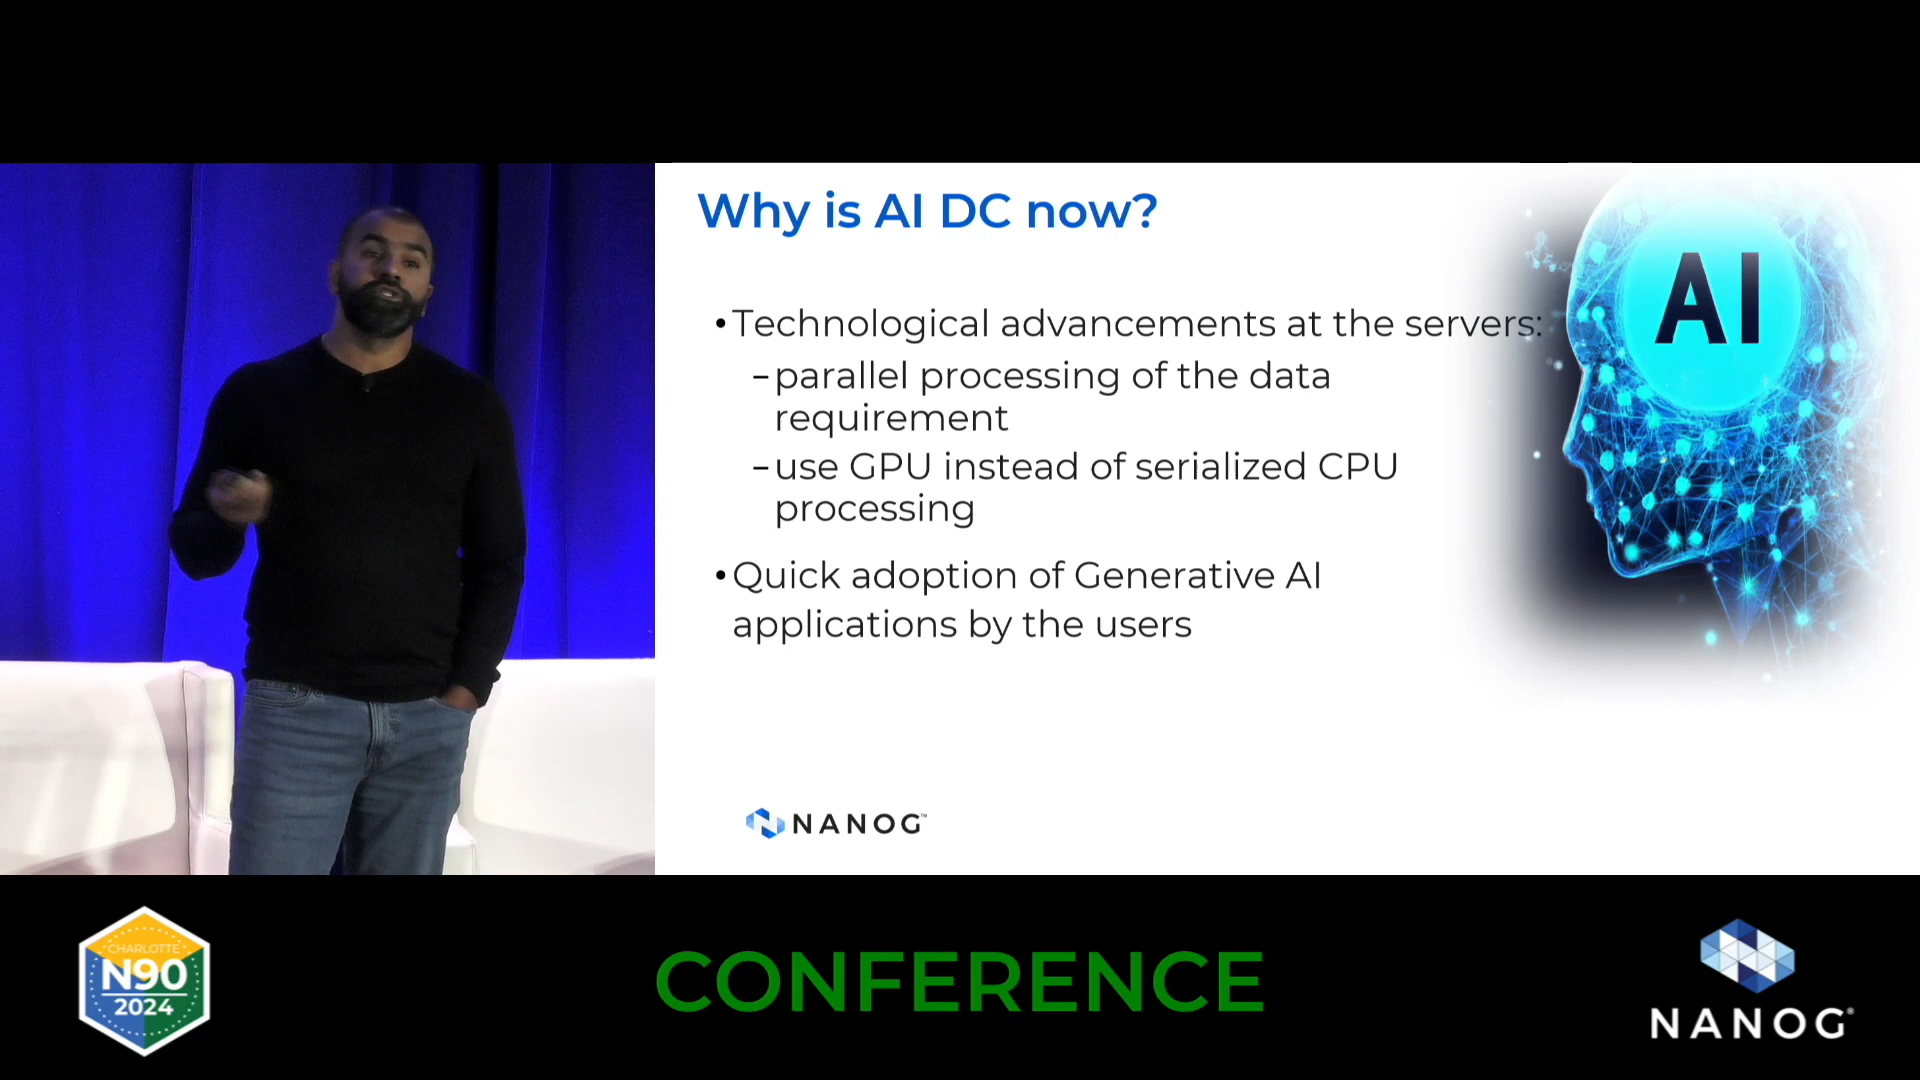 Why is AI DC now?
•Technological advancements at the servers:
–parallel processing of the data
requirement
–use GPU instead of serialized CPU
processing
•Quick adoption of Generative AI
applications by the users
AI
NANOG™
CHARLOTTE
N90
2024
CONFERENCE
NANOG®